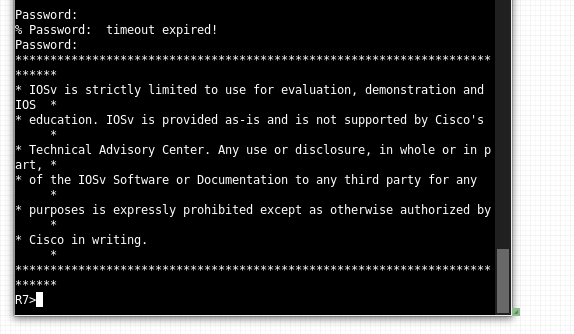 Password:
% Password:  timeout expired!
Password:
********************************************************************
******
* IOSv is strictly limited to use for evaluation, demonstration and
IOS  *
* education. IOSv is provided as-is and is not supported by Cisco's
     *
* Technical Advisory Center. Any use or disclosure, in whole or in p
art, *
* of the IOSv Software or Documentation to any third party for any
     *
* purposes is expressly prohibited except as otherwise authorized by
     *
* Cisco in writing.
     *
********************************************************************
******
R7>